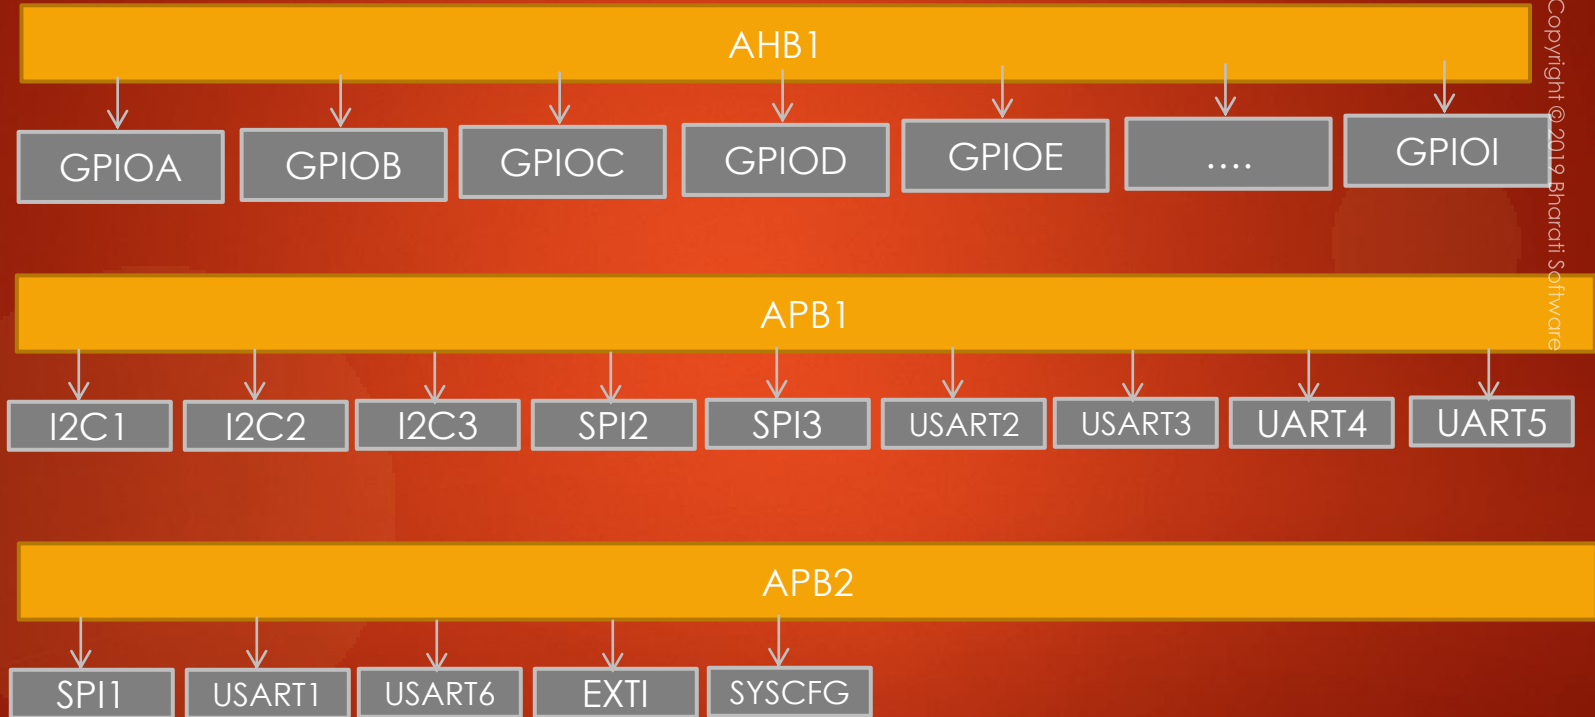 AHB1
GPIOA
GPIOB
GPIOC
GPIOD
GPIOE
....
GPIOI
APB1
I2C1
I2C2
I2C3
SPI2
SPI3
USART2
USART3
UART4
UART5
APB2
SPI1
USART1
USART6
EXTI
SYSCFG
Copyright © 2019 Bharati Software